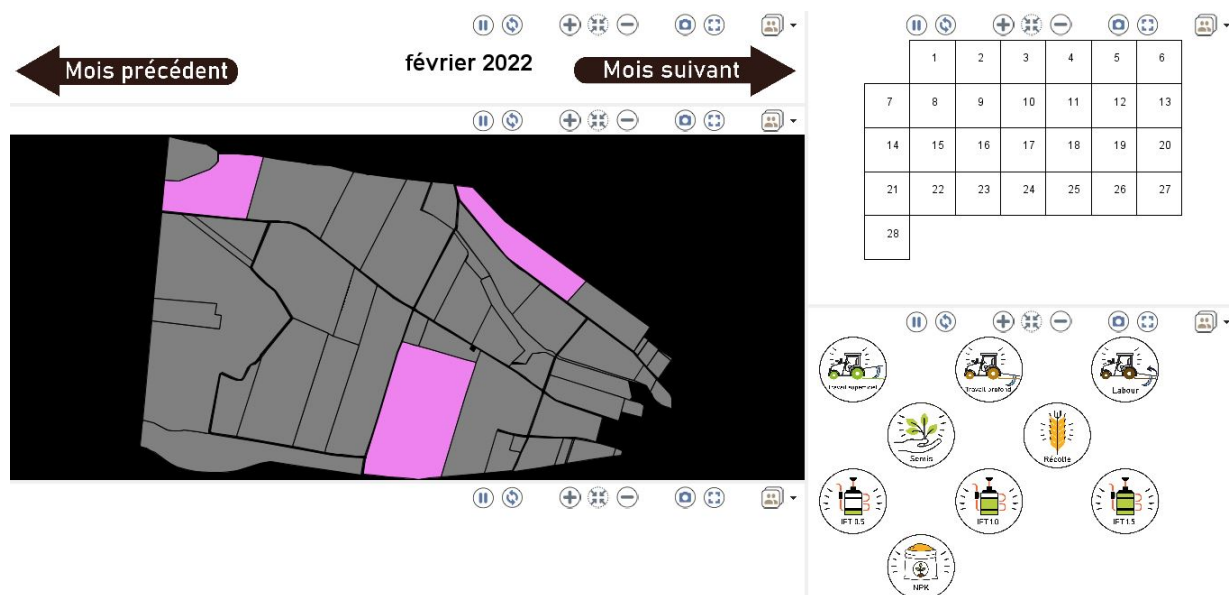 Mois précédent
février 2022
Mois suivant
1 2 3 4 5 6
7 8 9 10 11 12 13
14 15 16 17 18 19 20
21 22 23 24 25 26 27
28
Travail superficiel
Travail profond
Labour
Semis
Récolte
IFT 0.5
IFT 1.0
IFT 1.5
NPK